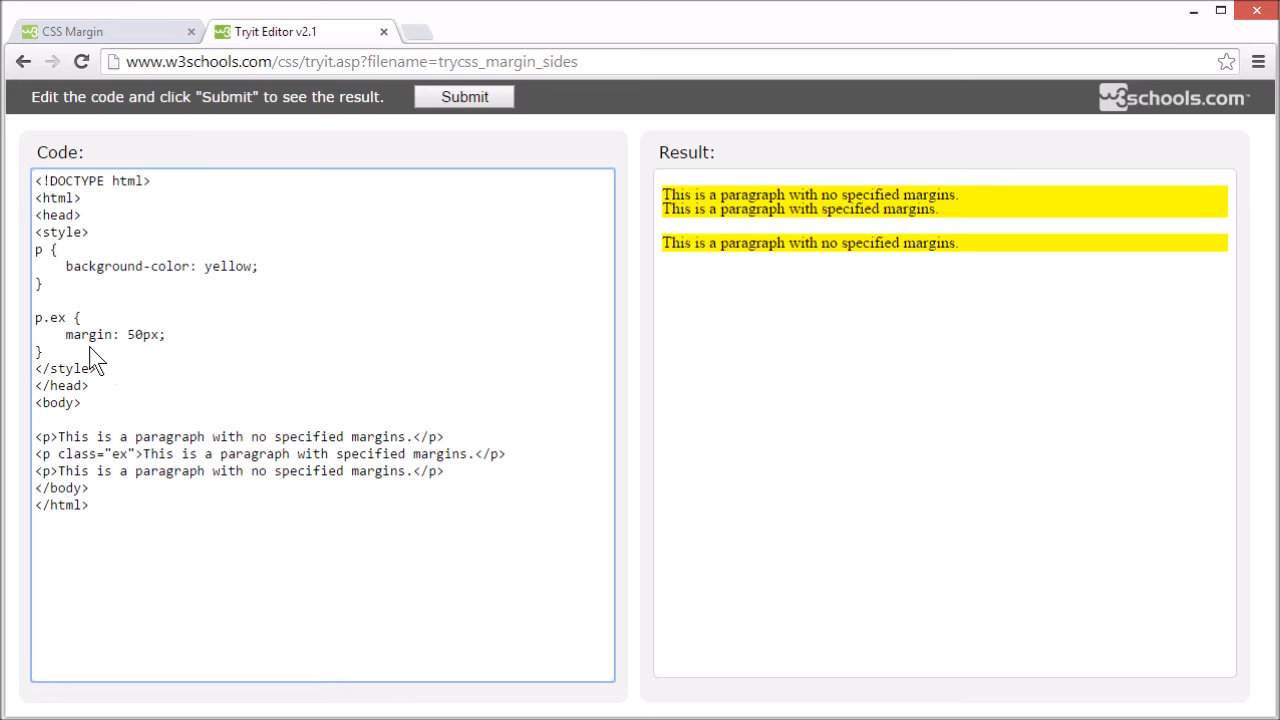 CSS Margin
Tryit Editor v2.1
www.w3schools.com/css/tryit.asp?filename=trycss_margin_sides
Edit the code and click "Submit" to see the result.
Submit
w3schools.com
Code:
<!DOCTYPE html>
<html>
<head>
<style>
p {
    background-color: yellow;
}

p.ex {
    margin: 50px;
}
</style>
</head>
<body>

<p>This is a paragraph with no specified margins.</p>
<p class="ex">This is a paragraph with specified margins.</p>
<p>This is a paragraph with no specified margins.</p>
</body>
</html>
Result:
This is a paragraph with no specified margins.
This is a paragraph with specified margins.
This is a paragraph with no specified margins.